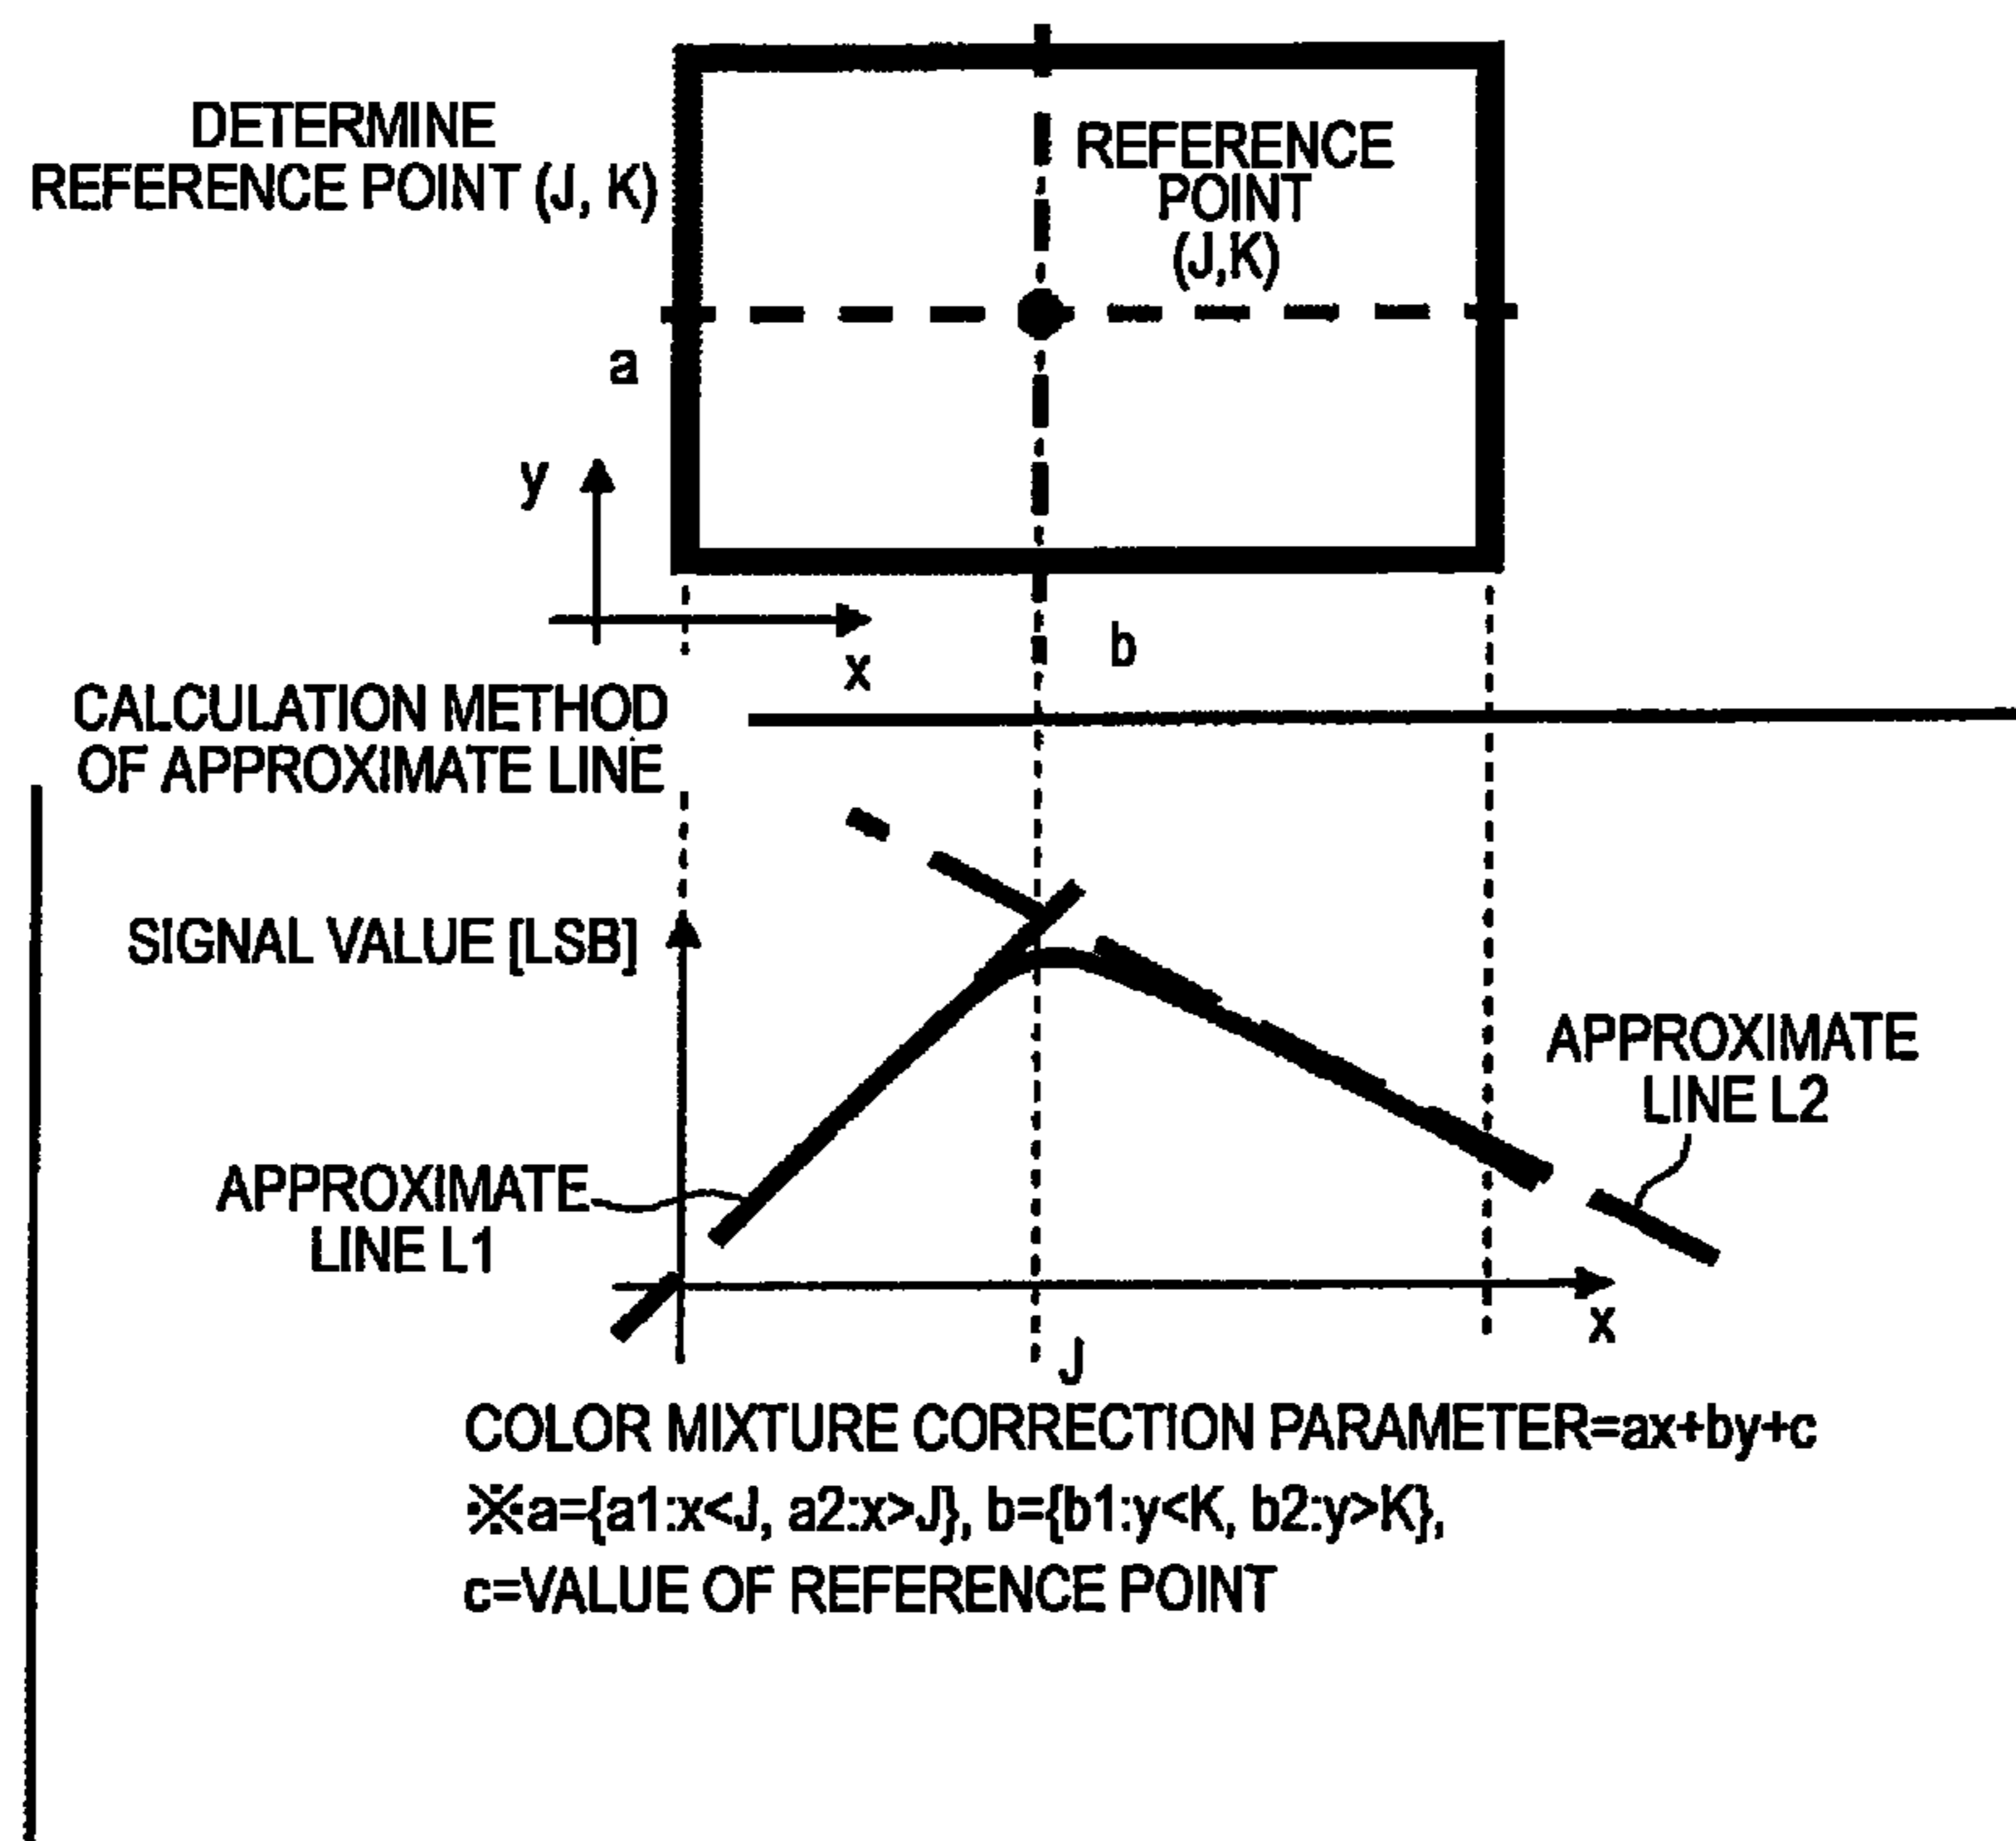 DETERMINE
REFERENCE POINT (J, K)
REFERENCE
POINT
(J,K)
a
y
x
b
CALCULATION METHOD
OF APPROXIMATE LINE
SIGNAL VALUE [LSB]
APPROXIMATE
LINE L2
APPROXIMATE
LINE L1
x
J
COLOR MIXTURE CORRECTION PARAMETER=ax+by+c
※a={a1:x<J, a2:x>J}, b={b1:y<K, b2:y>K},
c=VALUE OF REFERENCE POINT